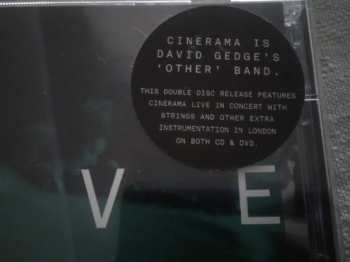 CINERAMA IS
DAVID GEDGE'S
'OTHER' BAND.
THIS DOUBLE DISC RELEASE FEATURES
CINERAMA LIVE IN CONCERT WITH
STRINGS AND OTHER EXTRA
INSTRUMENTATION IN LONDON
ON BOTH CD & DVD.
V E